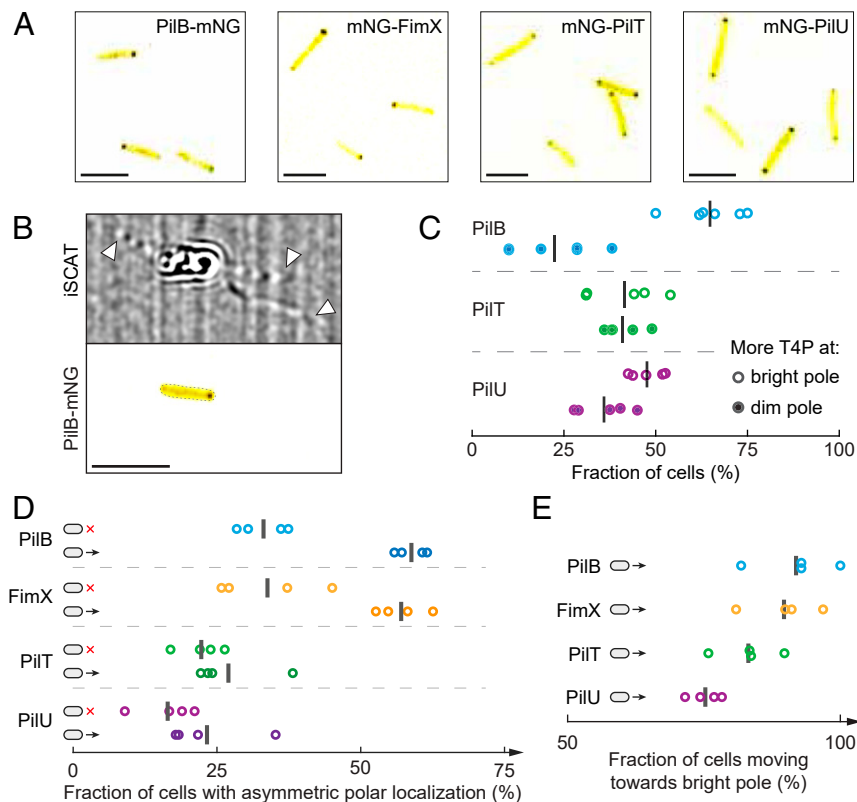 A
PilB-mNG
mNG-FimX
mNG-PilT
mNG-PilU
B
iSCAT
PilB-mNG
C
PilB
PilT
PilU
More T4P at:
bright pole
dim pole
0 25 50 75 100
Fraction of cells (%)
D
PilB
FimX
PilT
PilU
0 25 50 75
Fraction of cells with asymmetric polar localization (%)
E
PilB
FimX
PilT
PilU
50 100
Fraction of cells moving
towards bright pole (%)